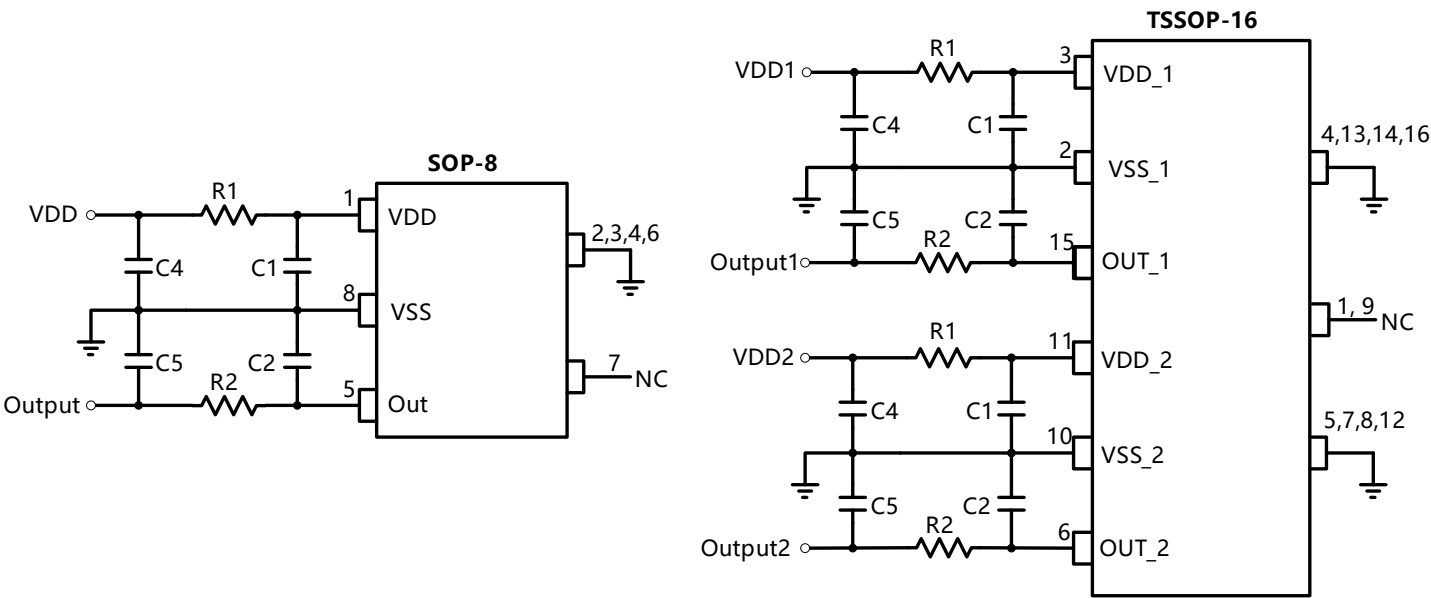 SOP-8
VDD
R1
1
VDD
C4
C1
2,3,4,6
8
VSS
C5
C2
7
NC
Output
R2
5
Out
TSSOP-16
VDD1
R1
3
VDD_1
C4
C1
4,13,14,16
2
VSS_1
C5
C2
Output1
R2
15
OUT_1
1, 9
NC
VDD2
R1
11
VDD_2
C4
C1
5,7,8,12
10
VSS_2
C5
C2
Output2
R2
6
OUT_2